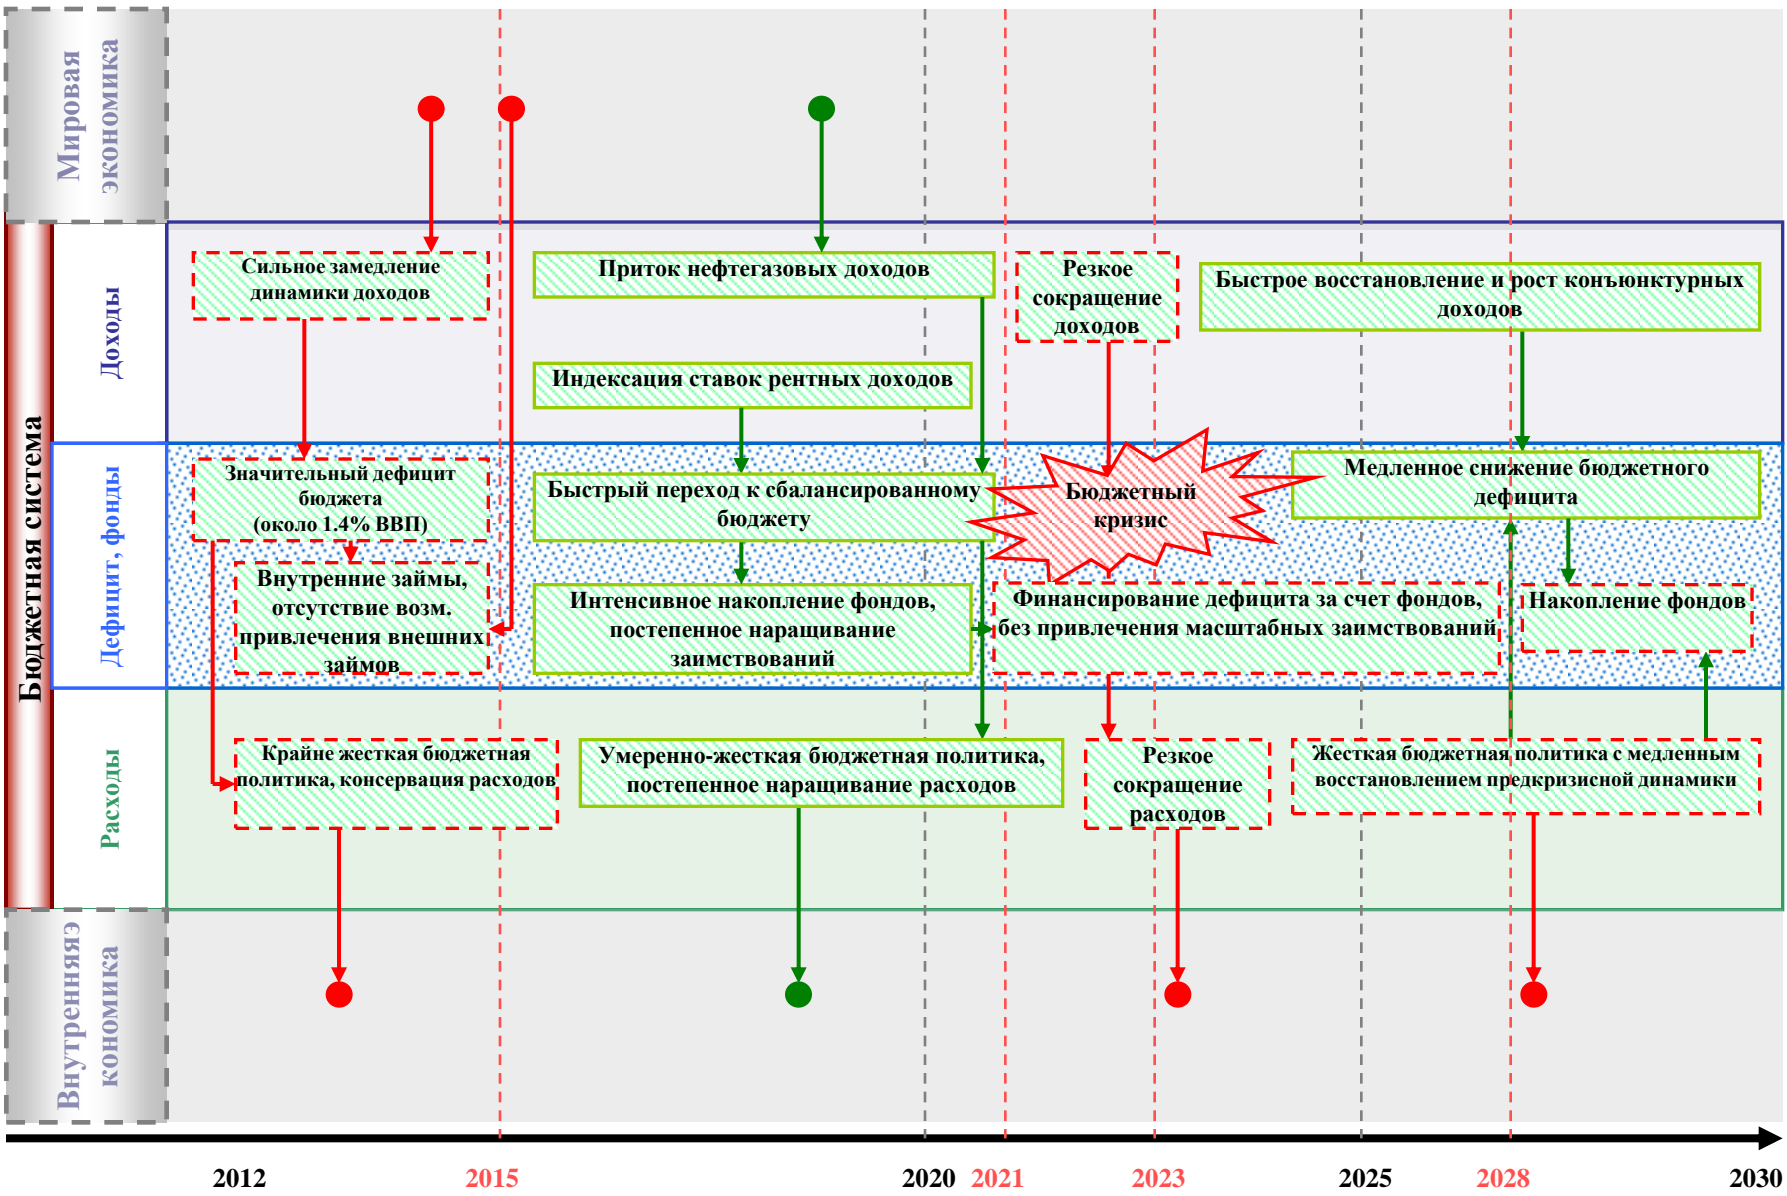 Мировая
экономика
Бюджетная система
Доходы
Сильное замедление
динамики доходов
Приток нефтегазовых доходов
Резкое
сокращение
доходов
Быстрое восстановление и рост конъюнктурных
доходов
Индексация ставок рентных доходов
Дефицит, фонды
Значительный дефицит
бюджета
(около 1.4% ВВП)
Быстрый переход к сбалансированному
бюджету
Бюджетный
кризис
Медленное снижение бюджетного
дефицита
Внутренние займы,
отсутствие возм.
привлечения внешних
займов
Интенсивное накопление фондов,
постепенное наращивание
заимствований
Финансирование дефицита за счет фондов,
без привлечения масштабных заимствований
Накопление фондов
Расходы
Крайне жесткая бюджетная
политика, консервация расходов
Умеренно-жесткая бюджетная политика,
постепенное наращивание расходов
Резкое
сокращение
расходов
Жесткая бюджетная политика с медленным
восстановлением предкризисной динамики
Внутренняяэ
кономика
2012
2015
2020
2021
2023
2025
2028
2030